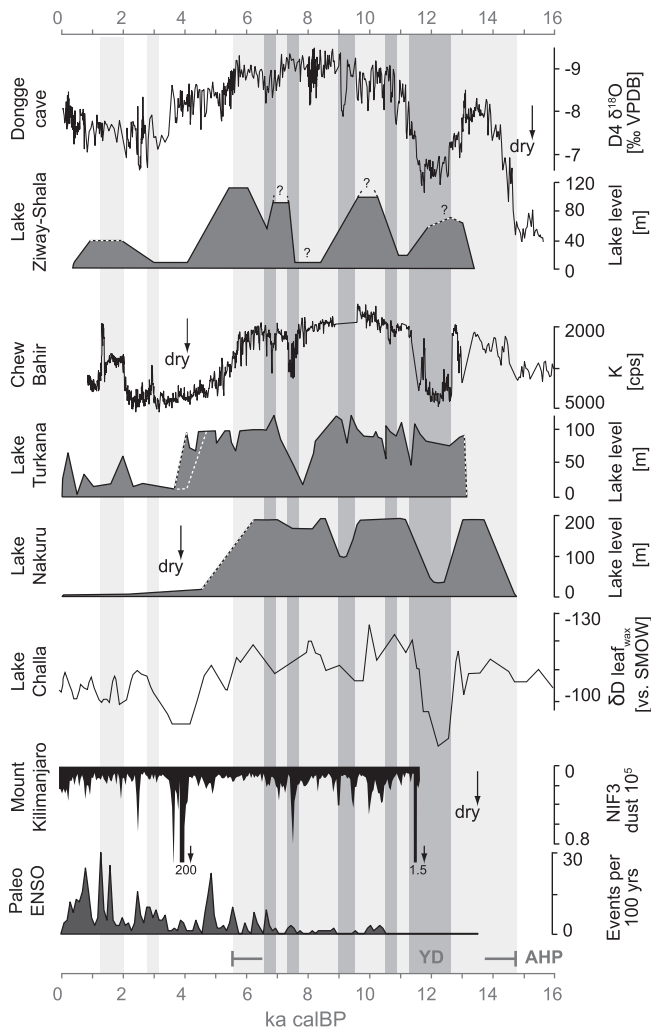 0 2 4 6 8 10 12 14 16
Dongge
cave
-9
-8
-7
D4 δ¹⁸O
[‰ VPDB]
dry
Lake
Ziway-Shala
? ? ? ?
120
80
40
0
Lake level
[m]
Chew
Bahir
dry
2000
5000
K
[cps]
Lake
Turkana
100
50
0
Lake level
[m]
Lake
Nakuru
dry
200
100
0
Lake level
[m]
Lake
Challa
-130
-100
δD leafwax
[vs. SMOW]
Mount
Kilimanjaro
0
0.8
NIF3
dust 10⁵
dry
200
1.5
Paleo
ENSO
30
0
Events per
100 yrs
YD AHP
0 2 4 6 8 10 12 14 16
ka calBP